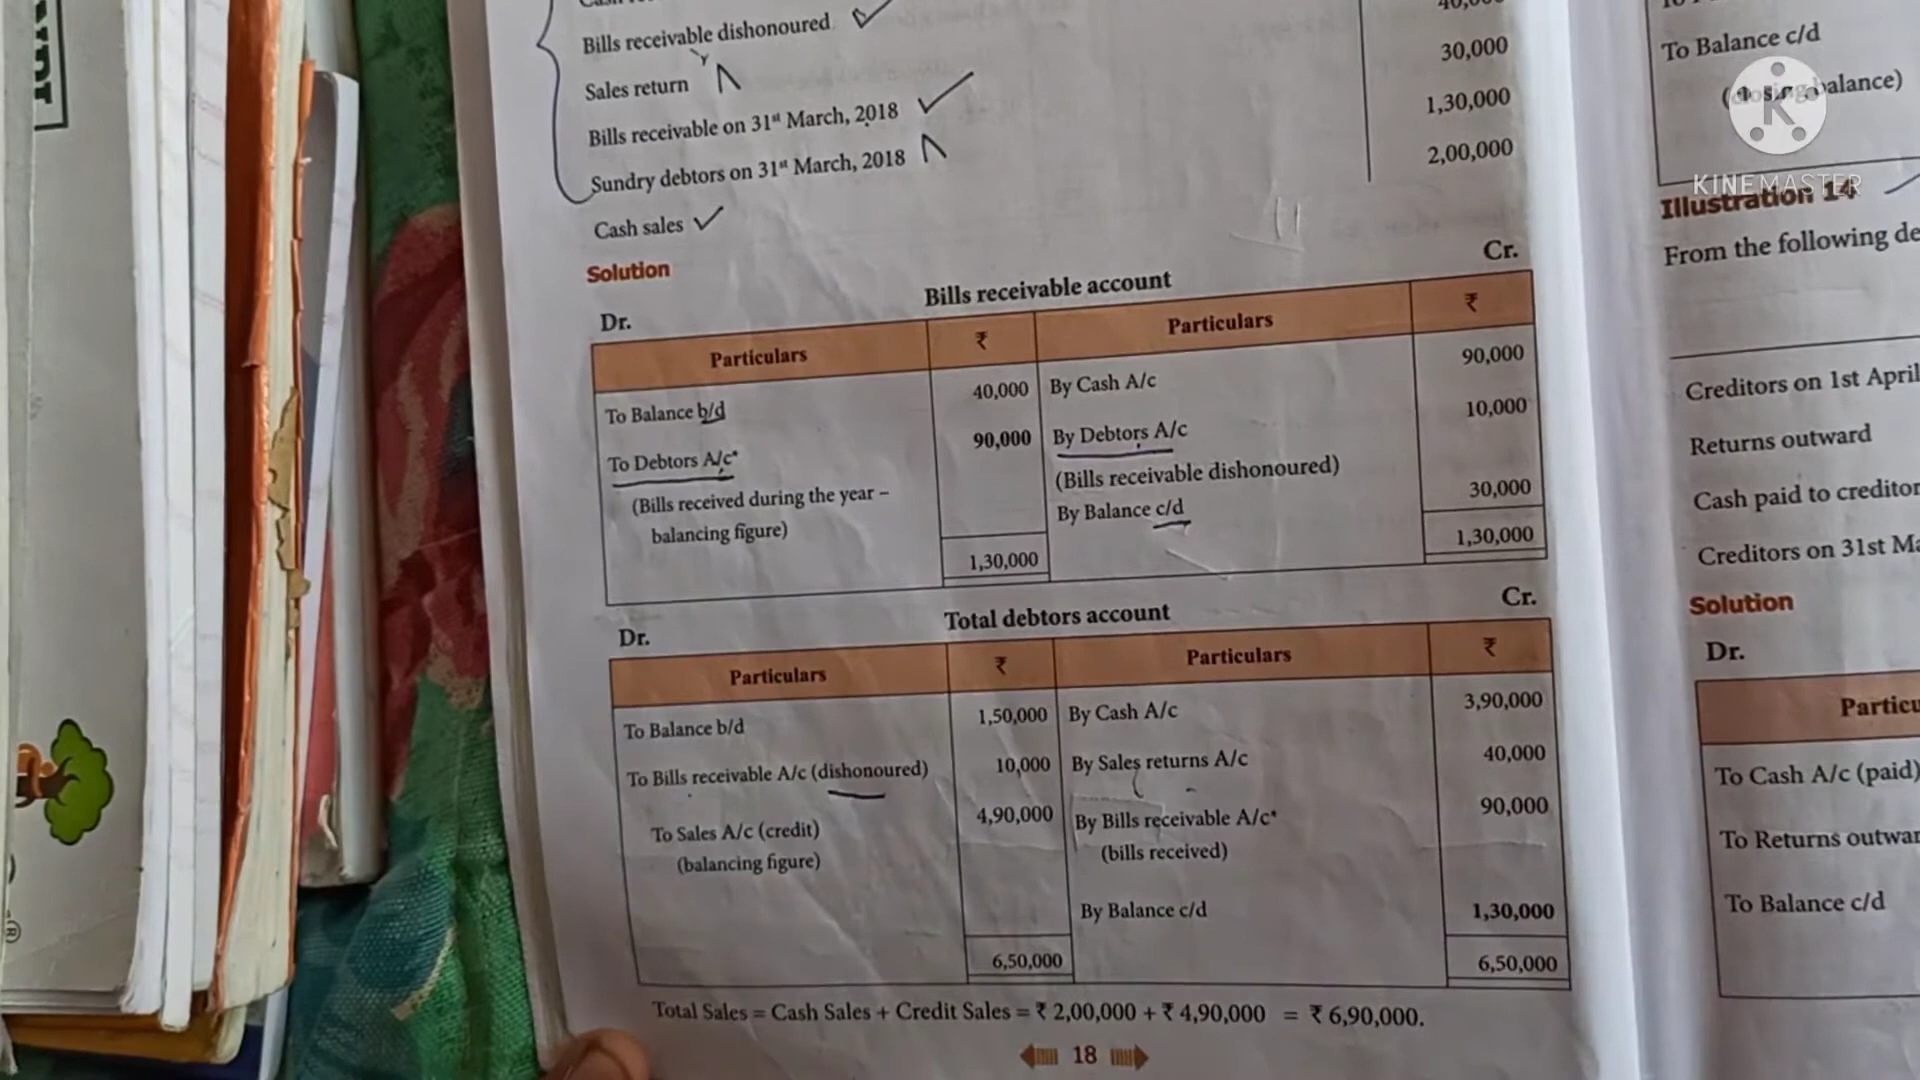 Bills receivable dishonoured
Sales return
Bills receivable on 31st March, 2018
Sundry debtors on 31st March, 2018
Cash sales
30,000
1,30,000
2,00,000
Solution
Bills receivable account
Dr. Cr.
Particulars ₹ Particulars ₹
To Balance b/d 40,000 By Cash A/c 90,000
To Debtors A/c* 90,000 By Debtors A/c 10,000
(Bills received during the year – (Bills receivable dishonoured)
balancing figure) By Balance c/d 30,000
1,30,000 1,30,000
Total debtors account
Dr. Cr.
Particulars ₹ Particulars ₹
To Balance b/d 1,50,000 By Cash A/c 3,90,000
To Bills receivable A/c (dishonoured) 10,000 By Sales returns A/c 40,000
To Sales A/c (credit) 4,90,000 By Bills receivable A/c* 90,000
(balancing figure) (bills received)
By Balance c/d 1,30,000
6,50,000 6,50,000
Total Sales = Cash Sales + Credit Sales = ₹ 2,00,000 + ₹ 4,90,000 = ₹ 6,90,000.
18
To Balance c/d
balance)
KINEMASTER
Illustration 14
From the following
Creditors on 1st April
Returns outward
Cash paid to
Creditors on 31st
Solution
Dr.
To Cash A/c (paid)
To Returns
To Balance c/d